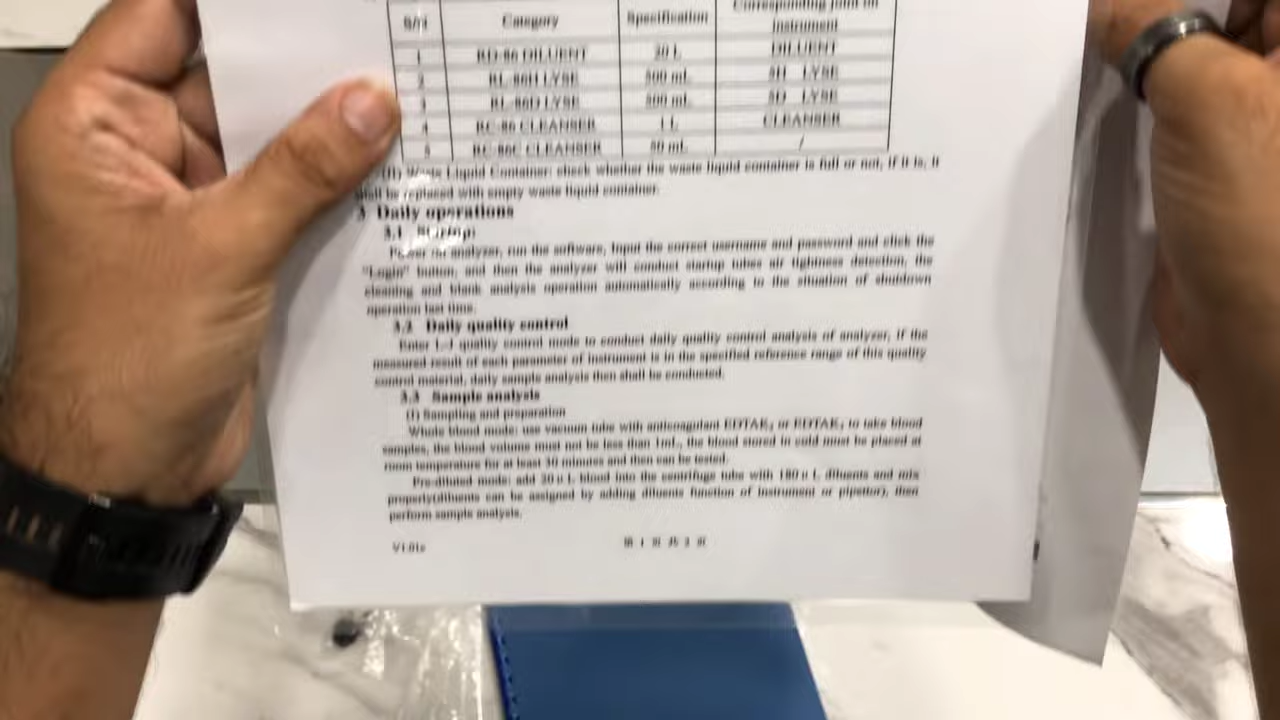 S/N Category Specification Corresponding joint on instrument
1 RD-86 DILUENT 20 L DILUENT
2 RL-86H LYSE 500 mL SH LYSE
3 RL-86D LYSE 500 mL SD LYSE
4 RC-86 CLEANSER 1 L CLEANSER
5 RC-86C CLEANSER 50 mL /
Liquid Container check whether the waste liquid container is full or not, if it is, it
shall be replaced with empty waste liquid container.
3 Daily operations
3.1 Startup:
analyzer, run the software, Input the correct username and password and click the
"Login" button, and then the analyzer will conduct startup tubes air tightness detection, the
cleaning and blank analysis operation automatically according to the situation of shutdown
operation last time.
3.2 Daily quality control
Enter L-J quality control mode to conduct daily quality control analysis of analyzer, if the
measured result of each parameter of instrument is in the specified reference range of this quality
control material, daily sample analysis then shall be conducted.
3.3 Sample analysis
(1) Sampling and preparation
Whole blood mode: use vacuum tube with anticoagulant or to take blood
samples, the blood volume must not be less than 1mL, the blood stored in cold must be placed at
room temperature for at least 30 minutes and then can be tested.
Pre-diluted mode: add 20 u L blood into the centrifuge tube with 180 u L diluents and mix
properly(diluents can be assigned by adding diluents function of instrument or pipettor), then
perform sample analysis.
第 1 页 共 2 页